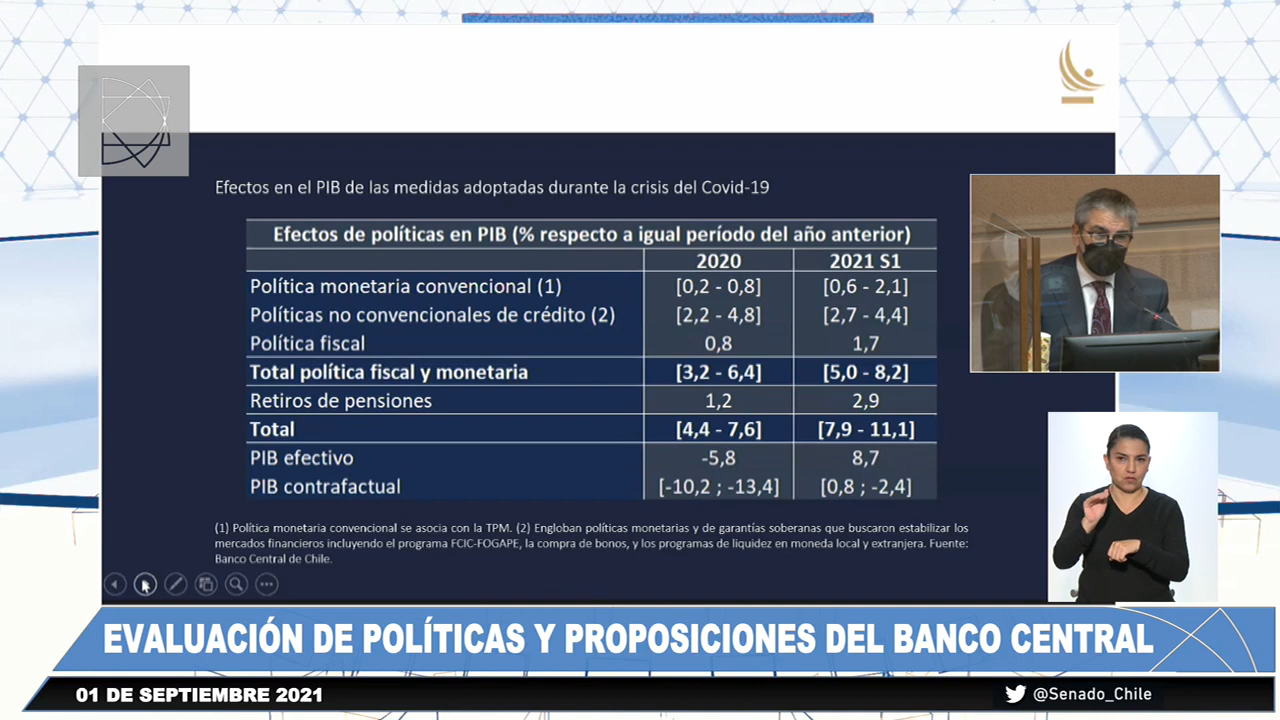 Efectos en el PIB de las medidas adoptadas durante la crisis del Covid-19
Efectos de políticas en PIB (% respecto a igual período del año anterior)
2020 2021 S1
Política monetaria convencional (1) [0,2 - 0,8] [0,6 - 2,1]
Políticas no convencionales de crédito (2) [2,2 - 4,8] [2,7 - 4,4]
Política fiscal 0,8 1,7
Total política fiscal y monetaria [3,2 - 6,4] [5,0 - 8,2]
Retiros de pensiones 1,2 2,9
Total [4,4 - 7,6] [7,9 - 11,1]
PIB efectivo -5,8 8,7
PIB contrafactual [-10,2 ; -13,4] [0,8 ; -2,4]
(1) Política monetaria convencional se asocia con la TPM. (2) Engloban políticas monetarias y de garantías soberanas que buscaron estabilizar los
mercados financieros incluyendo el programa FCIC-FOGAPE, la compra de bonos, y los programas de liquidez en moneda local y extranjera. Fuente:
Banco Central de Chile.
EVALUACIÓN DE POLÍTICAS Y PROPOSICIONES DEL BANCO CENTRAL
01 DE SEPTIEMBRE 2021 @Senado_Chile